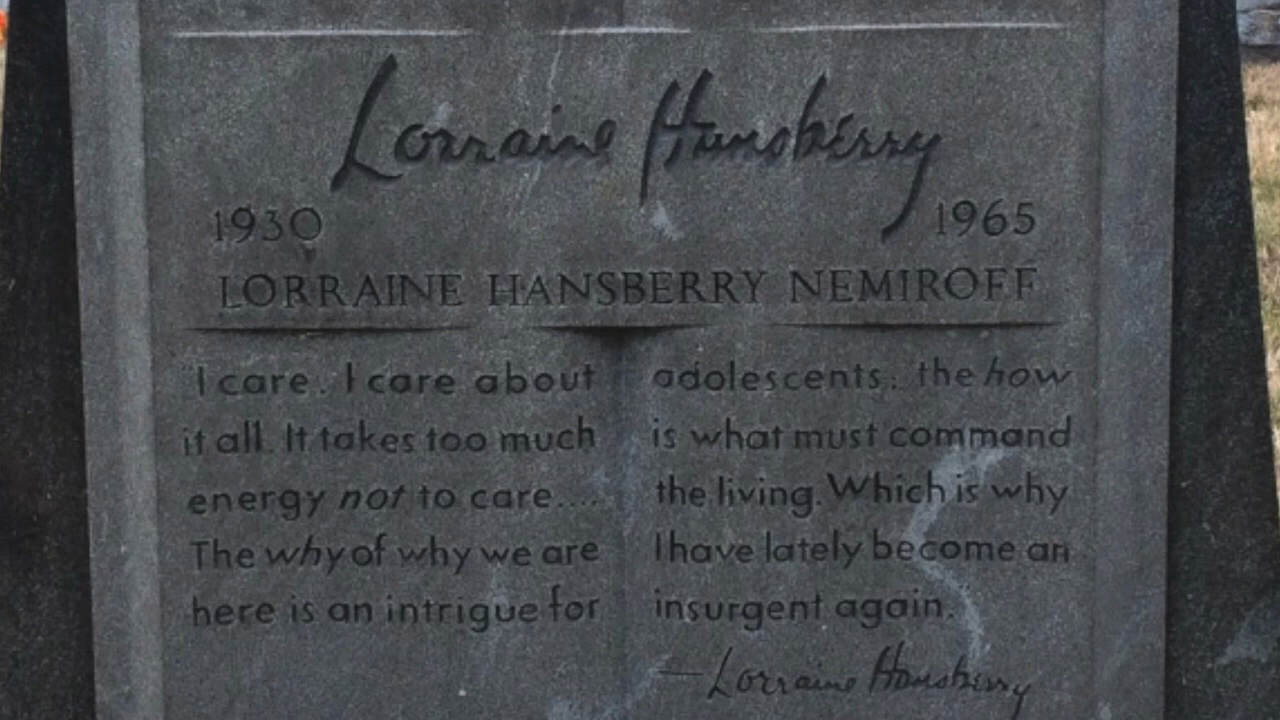 Lorraine Hansberry
1930 1965
LORRAINE HANSBERRY NEMIROFF
"I care. I care about
it all. It takes too much
energy not to care....
The why of why we are
here is an intrigue for
adolescents; the how
is what must command
the living. Which is why
I have lately become an
insurgent again.
—Lorraine Hansberry